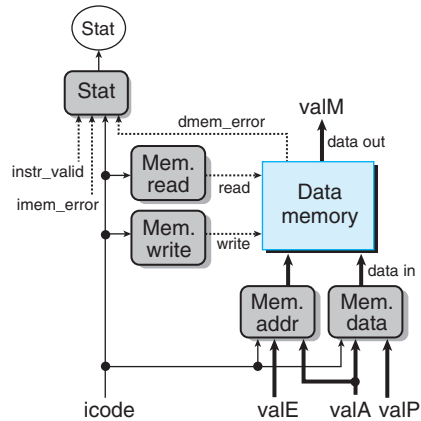 Stat
Stat
valM
dmem_error
data out
instr_valid
imem_error
Mem.
read
read
Data
memory
Mem.
write
write
data in
Mem.
addr
Mem.
data
icode
valE
valA
valP